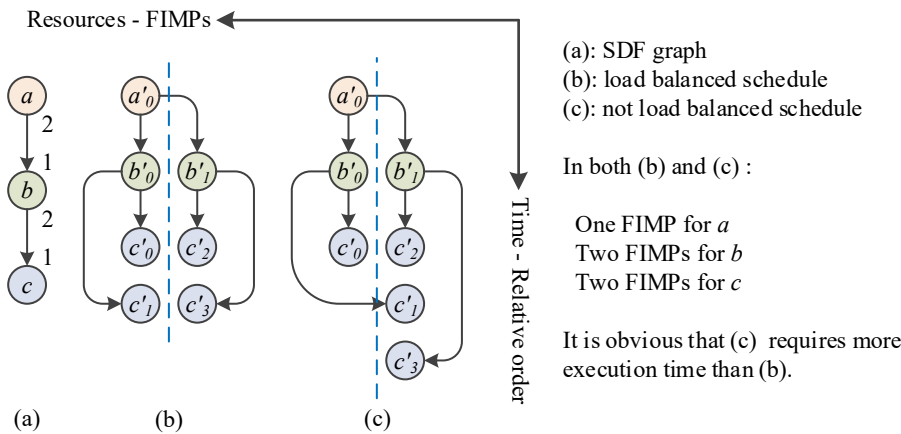 Resources - FIMPs
(a): SDF graph
(b): load balanced schedule
(c): not load balanced schedule
In both (b) and (c) :
One FIMP for a
Two FIMPs for b
Two FIMPs for c
It is obvious that (c) requires more
execution time than (b).
Time - Relative order
a
2
1
b
2
1
c
(a)
a'0
b'0 b'1
c'0 c'2
c'1 c'3
(b)
a'0
b'0 b'1
c'0 c'2
c'1
c'3
(c)